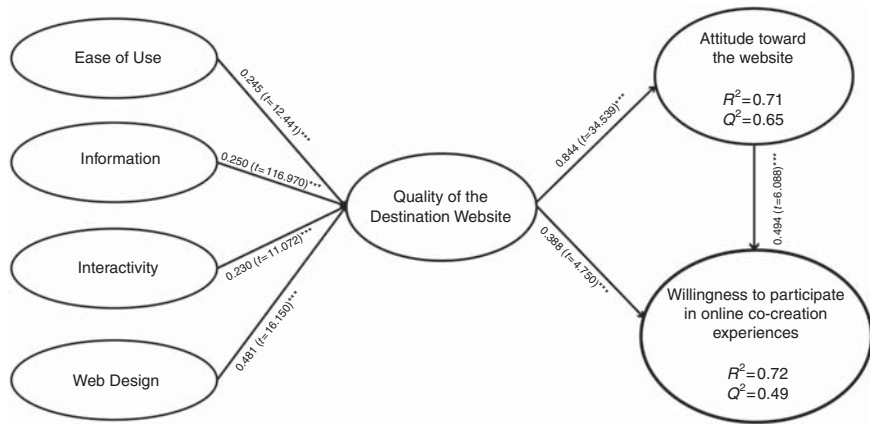 Ease of Use
Information
Interactivity
Web Design
0.245 (t=12.441)***
0.250 (t=116.970)***
0.230 (t=11.072)***
0.481 (t=16.150)***
Quality of the
Destination Website
0.844 (t=34.539)***
0.388 (t=4.750)***
Attitude toward
the website
R²=0.71
Q²=0.65
0.494 (t=6.088)***
Willingness to participate
in online co-creation
experiences
R²=0.72
Q²=0.49